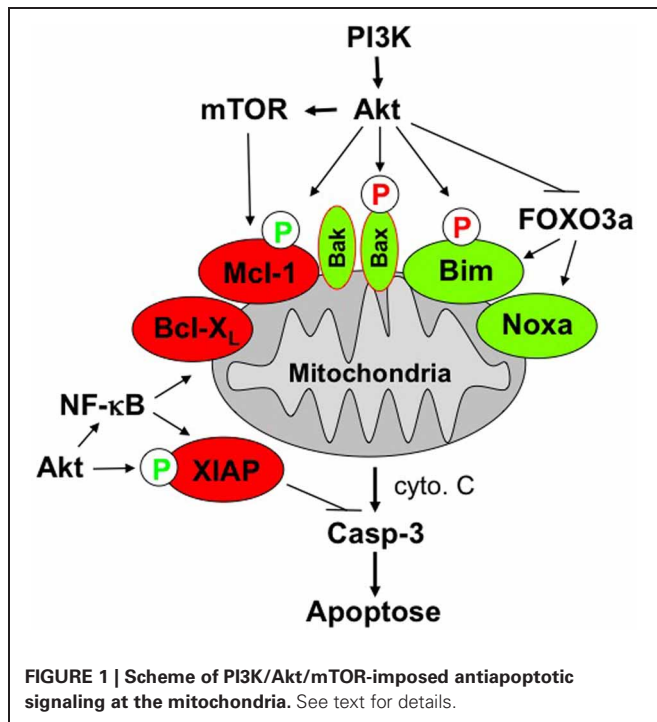 PI3K
mTOR Akt
P
P P FOXO3a
Bak Bax
Mcl-1 Bim
Bcl-XL Noxa
Mitochondria
NF-κB
Akt P XIAP
cyto. C
Casp-3
Apoptose
FIGURE 1 | Scheme of PI3K/Akt/mTOR-imposed antiapoptotic
signaling at the mitochondria. See text for details.